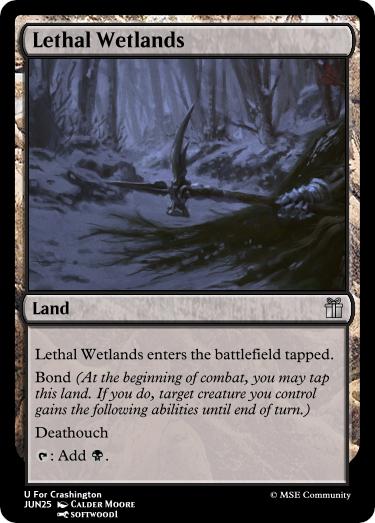 Lethal Wetlands
Land
Lethal Wetlands enters the battlefield tapped.
Bond (At the beginning of combat, you may tap
this land. If you do, target creature you control
gains the following abilities until end of turn.)
Deathouch
: Add .
U For Crashington
JUN25 Calder Moore
softwood1
© MSE Community